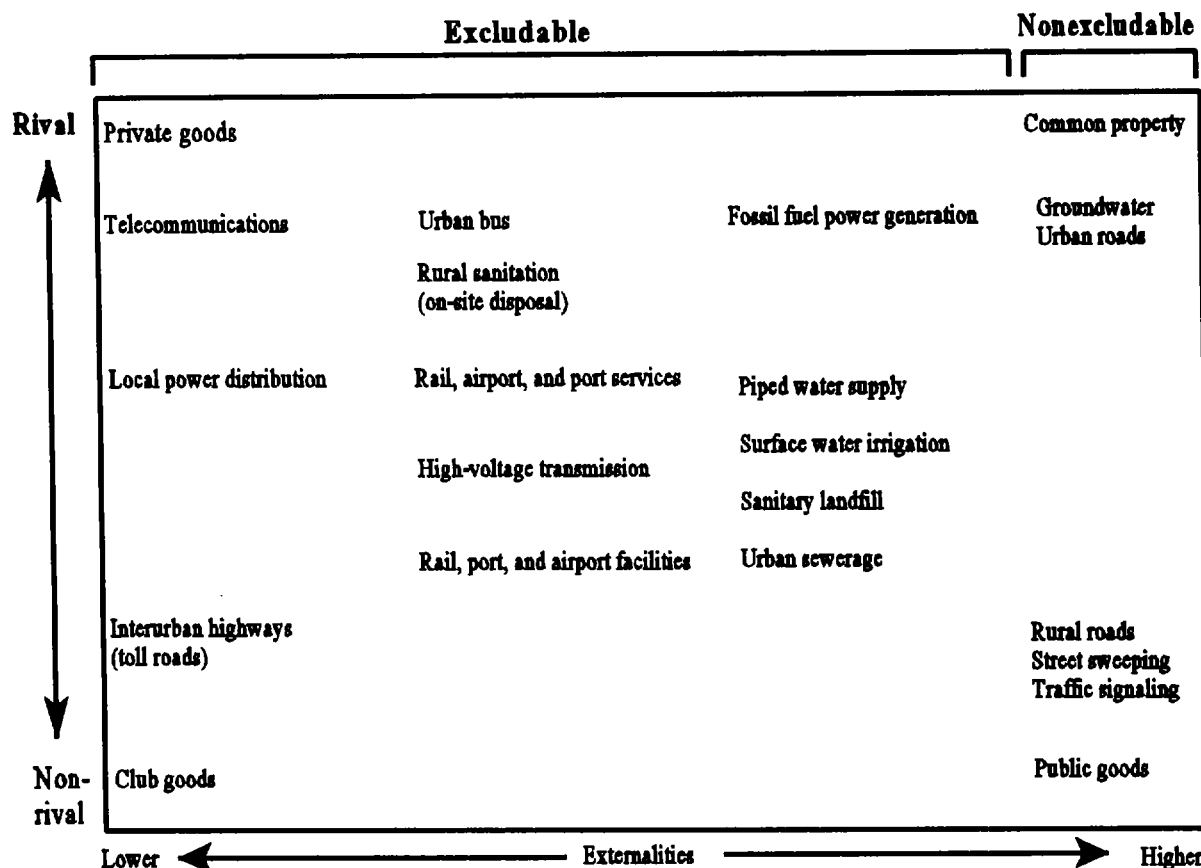 Excludable
Nonexcludable
Rival
Private goods
Common property
Telecommunications
Urban bus
Fossil fuel power generation
Groundwater
Urban roads
Rural sanitation
(on-site disposal)
Local power distribution
Rail, airport, and port services
Piped water supply
Surface water irrigation
High-voltage transmission
Sanitary landfill
Rail, port, and airport facilities
Urban sewerage
Interurban highways
(toll roads)
Rural roads
Street sweeping
Traffic signaling
Non-
rival
Club goods
Public goods
Lower
Externalities
Higher